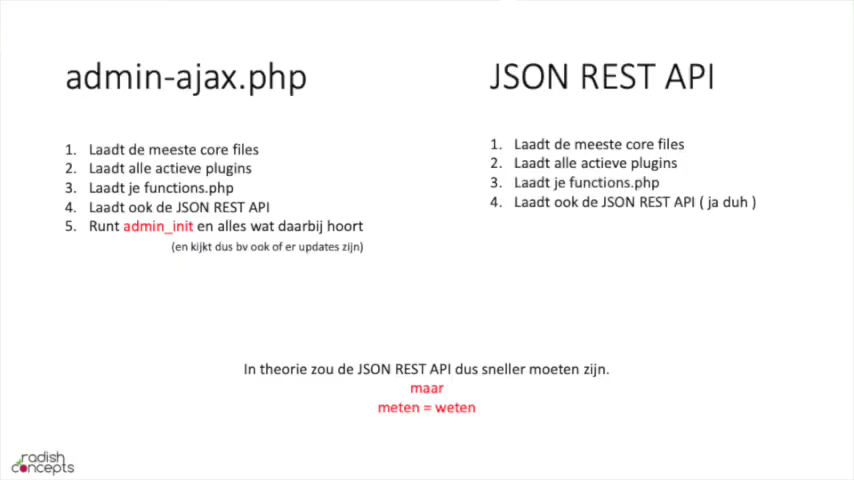 admin-ajax.php
1. Laadt de meeste core files
2. Laadt alle actieve plugins
3. Laadt je functions.php
4. Laadt ook de JSON REST API
5. Runt admin_init en alles wat daarbij hoort
(en kijkt dus bv ook of er updates zijn)
JSON REST API
1. Laadt de meeste core files
2. Laadt alle actieve plugins
3. Laadt je functions.php
4. Laadt ook de JSON REST API ( ja duh )
In theorie zou de JSON REST API dus sneller moeten zijn.
maar
meten = weten
radish
concepts